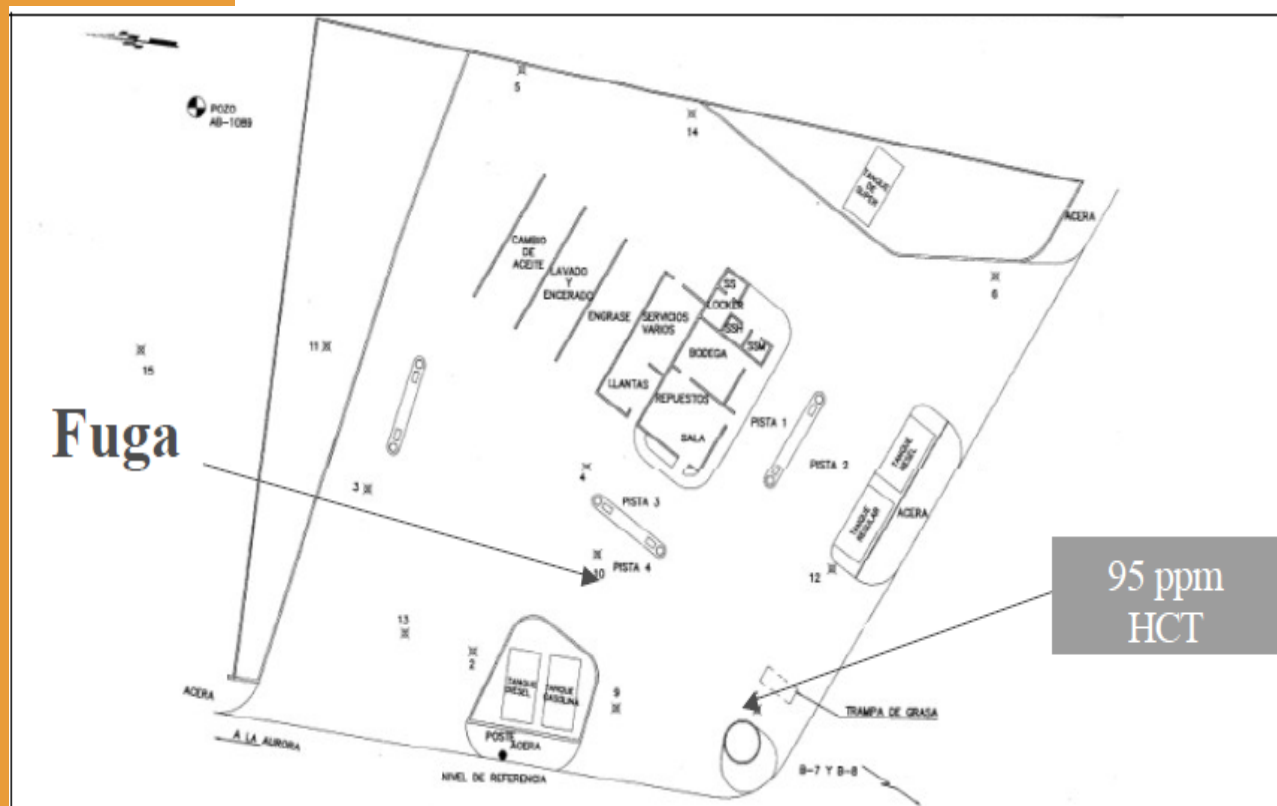 5
POZO
AB-1089
14
TANQUE
DE
SUPER
ACERA
6
CAMBIO
DE
ACEITE
LAVADO
Y
ENCERADO
ENGRASE
SERVICIOS
VARIOS
SS
LOCKER
SSH
SSM
BODEGA
LLANTAS
REPUESTOS
SALA
11
15
Fuga
PISTA 1
PISTA 2
TANQUE
TANQUE
REGULAR
ACERA
3
4
PISTA 3
10
PISTA 4
12
95 ppm
HCT
13
2
TANQUE
DIESEL
TANQUE
GASOLINA
9
ACERA
A LA AURORA
POSTE
ACERA
NIVEL DE REFERENCIA
TRAMPA DE GRASA
B-7 Y B-8